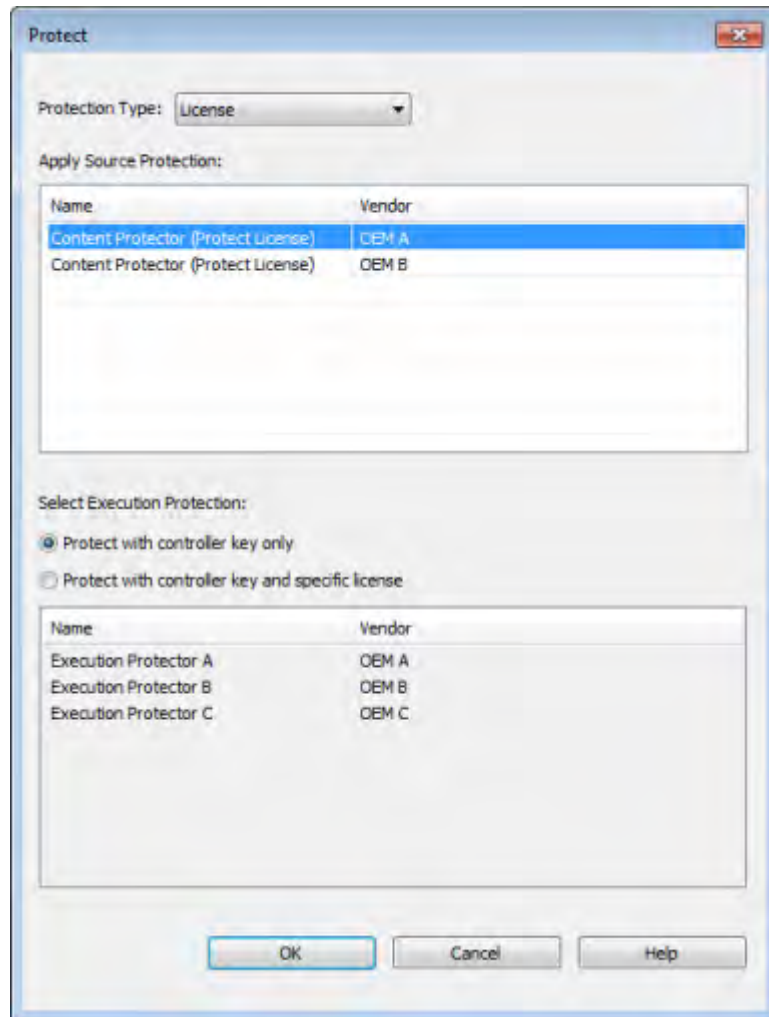 Protect
Protection Type: License
Apply Source Protection:
Name Vendor
Content Protector (Protect License) OEM A
Content Protector (Protect License) OEM B
Select Execution Protection:
Protect with controller key only
Protect with controller key and specific license
Name Vendor
Execution Protector A OEM A
Execution Protector B OEM B
Execution Protector C OEM C
OK Cancel Help